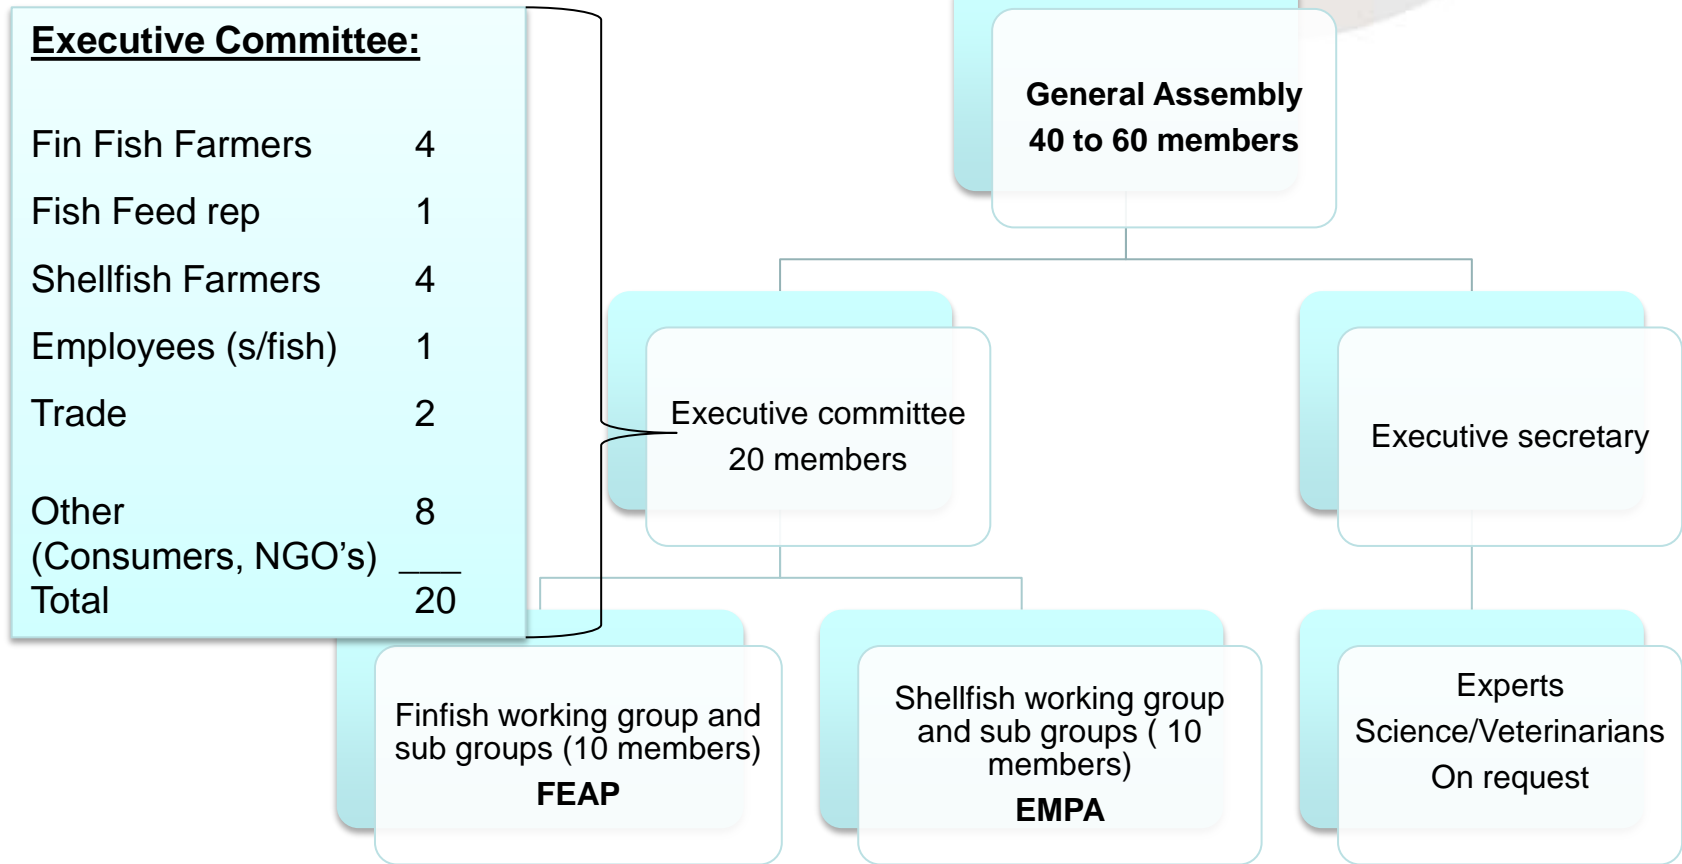 Executive Committee:
Fin Fish Farmers 4
Fish Feed rep 1
Shellfish Farmers 4
Employees (s/fish) 1
Trade 2
Other 8
(Consumers, NGO’s) ___
Total 20
General Assembly
40 to 60 members
Executive committee
20 members
Executive secretary
Finfish working group and
sub groups (10 members)
FEAP
Shellfish working group
and sub groups ( 10
members)
EMPA
Experts
Science/Veterinarians
On request